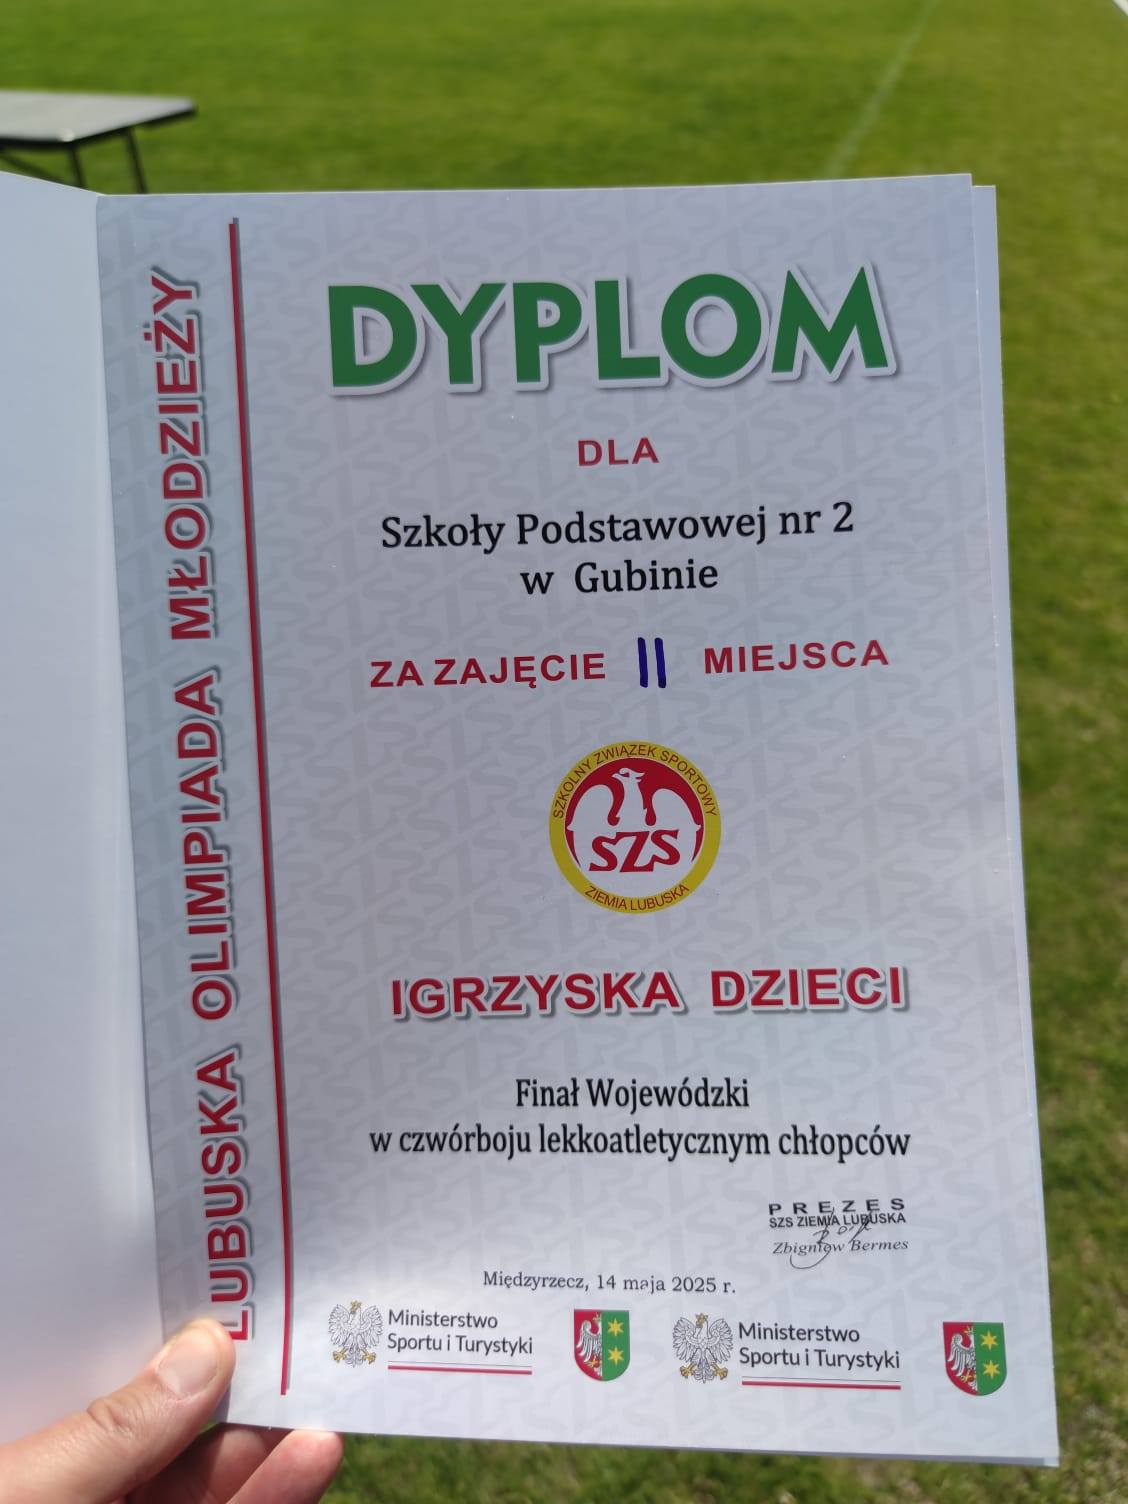 LUBUSKA OLIMPIADA MŁODZIEŻY
DYPLOM
DLA
Szkoły Podstawowej nr 2
w Gubinie
ZA ZAJĘCIE II MIEJSCA
SZKOLNY ZWIĄZEK SPORTOWY
SZS
ZIEMIA LUBUSKA
IGRZYSKA DZIECI
Finał Wojewódzki
w czwórboju lekkoatletycznym chłopców
PREZES
SZS ZIEMIA LUBUSKA
Zbigniew Bermes
Międzyrzecz, 14 maja 2025 r.
Ministerstwo
Sportu i Turystyki
Ministerstwo
Sportu i Turystyki